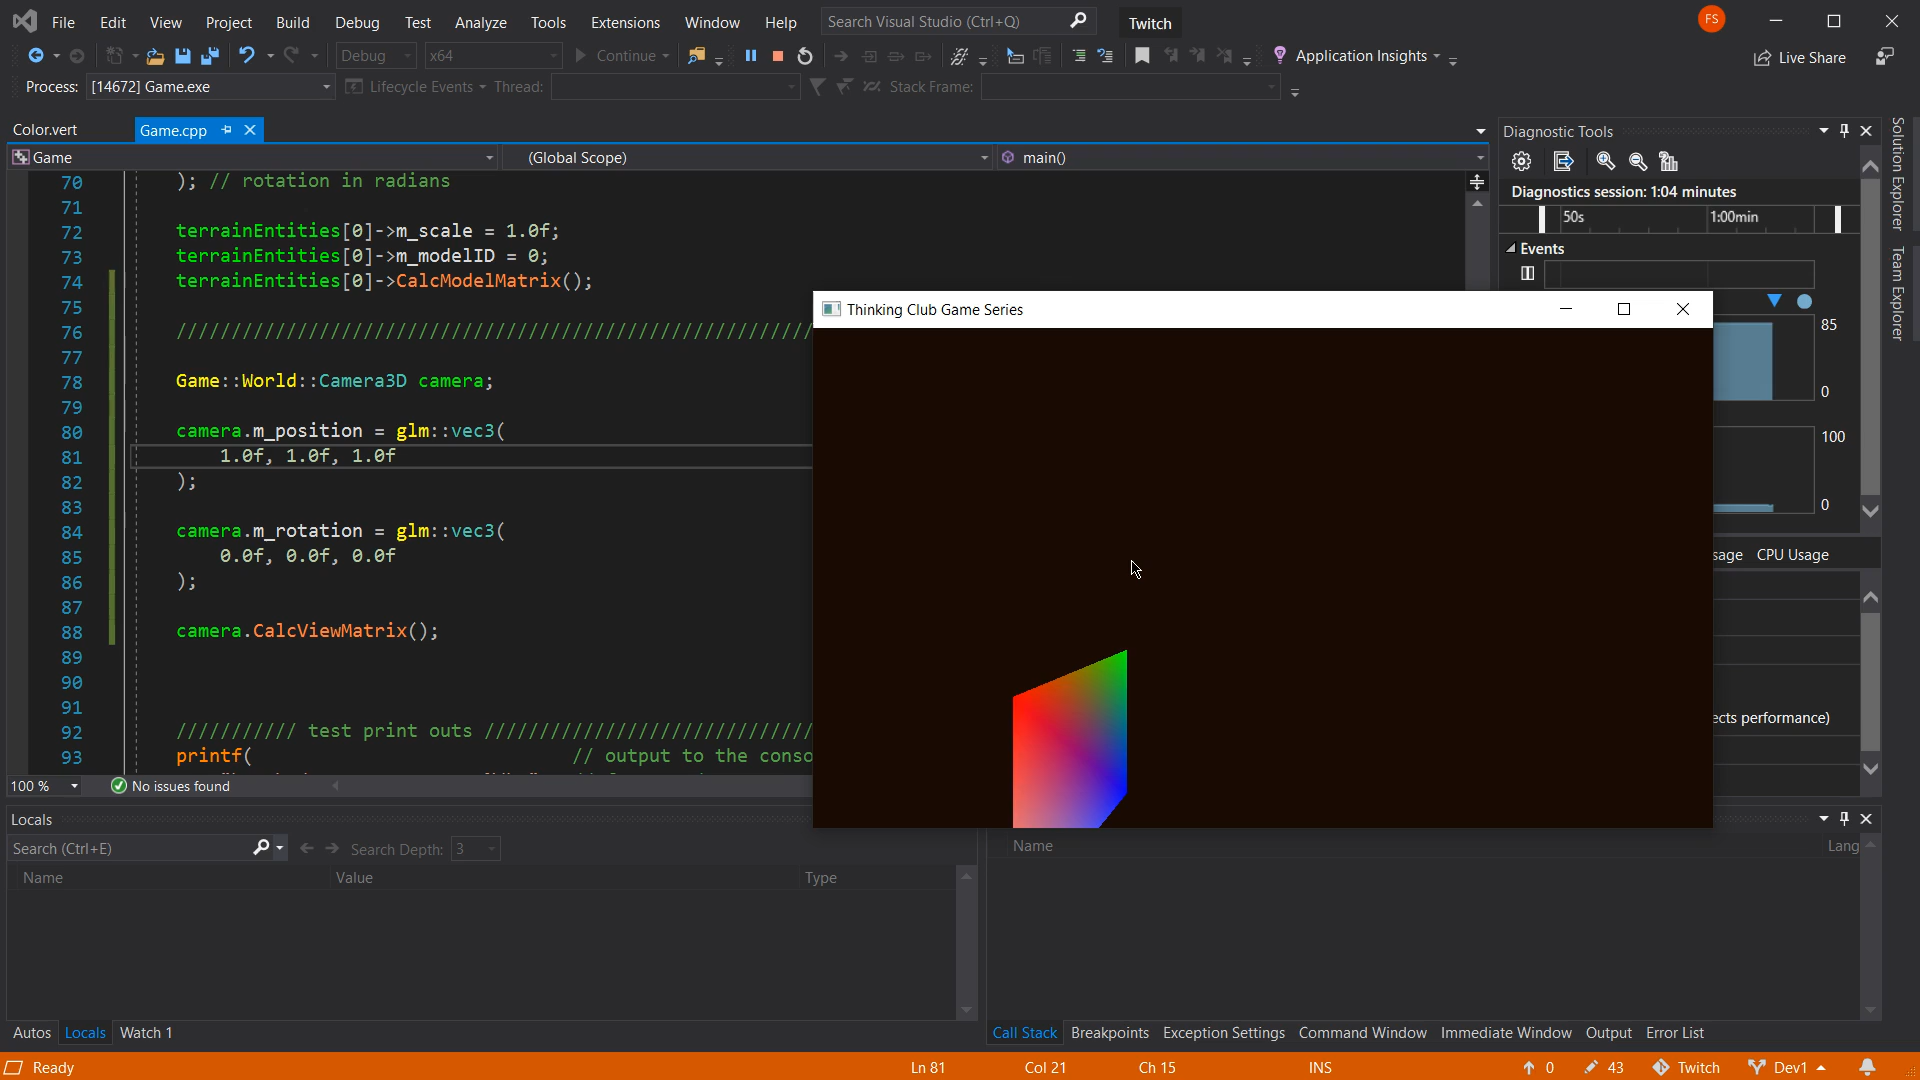 File Edit View Project Build Debug Test Analyze Tools Extensions Window Help Search Visual Studio (Ctrl+Q) Twitch FS
Debug x64 Continue Application Insights Live Share
Process: [14672] Game.exe Lifecycle Events Thread: Stack Frame:
Color.vert Game.cpp
Game (Global Scope) main()
70 ); // rotation in radians
71
72 terrainEntities[0]->m_scale = 1.0f;
73 terrainEntities[0]->m_modelID = 0;
74 terrainEntities[0]->CalcModelMatrix();
75
76 //////////////////////////////////////////////////////////
77
78 Game::World::Camera3D camera;
79
80 camera.m_position = glm::vec3(
81 1.0f, 1.0f, 1.0f
82 );
83
84 camera.m_rotation = glm::vec3(
85 0.0f, 0.0f, 0.0f
86 );
87
88 camera.CalcViewMatrix();
89
90
91
92 /////////// test print outs //////////////////////////////
93 printf( // output to the conso
100 % No issues found
Thinking Club Game Series
Diagnostic Tools
Diagnostics session: 1:04 minutes
50s 1:00min
Events
85
0
100
0
sage CPU Usage
ects performance)
Solution Explorer
Team Explorer
Locals
Search (Ctrl+E) Search Depth: 3
Name Value Type
Name Lang
Autos Locals Watch 1
Call Stack Breakpoints Exception Settings Command Window Immediate Window Output Error List
Ready Ln 81 Col 21 Ch 15 INS 0 43 Twitch Dev1